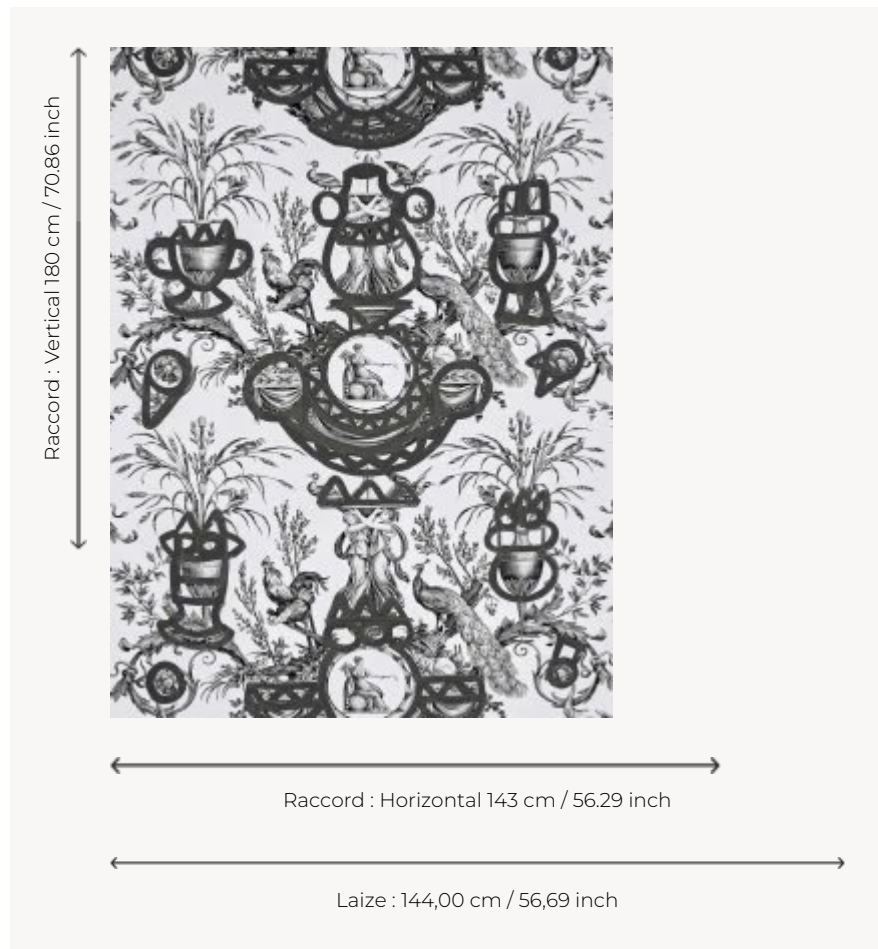 Raccord : Vertical 180 cm / 70.86 inch
Raccord : Horizontal 143 cm / 56.29 inch
Laize : 144,00 cm / 56,69 inch